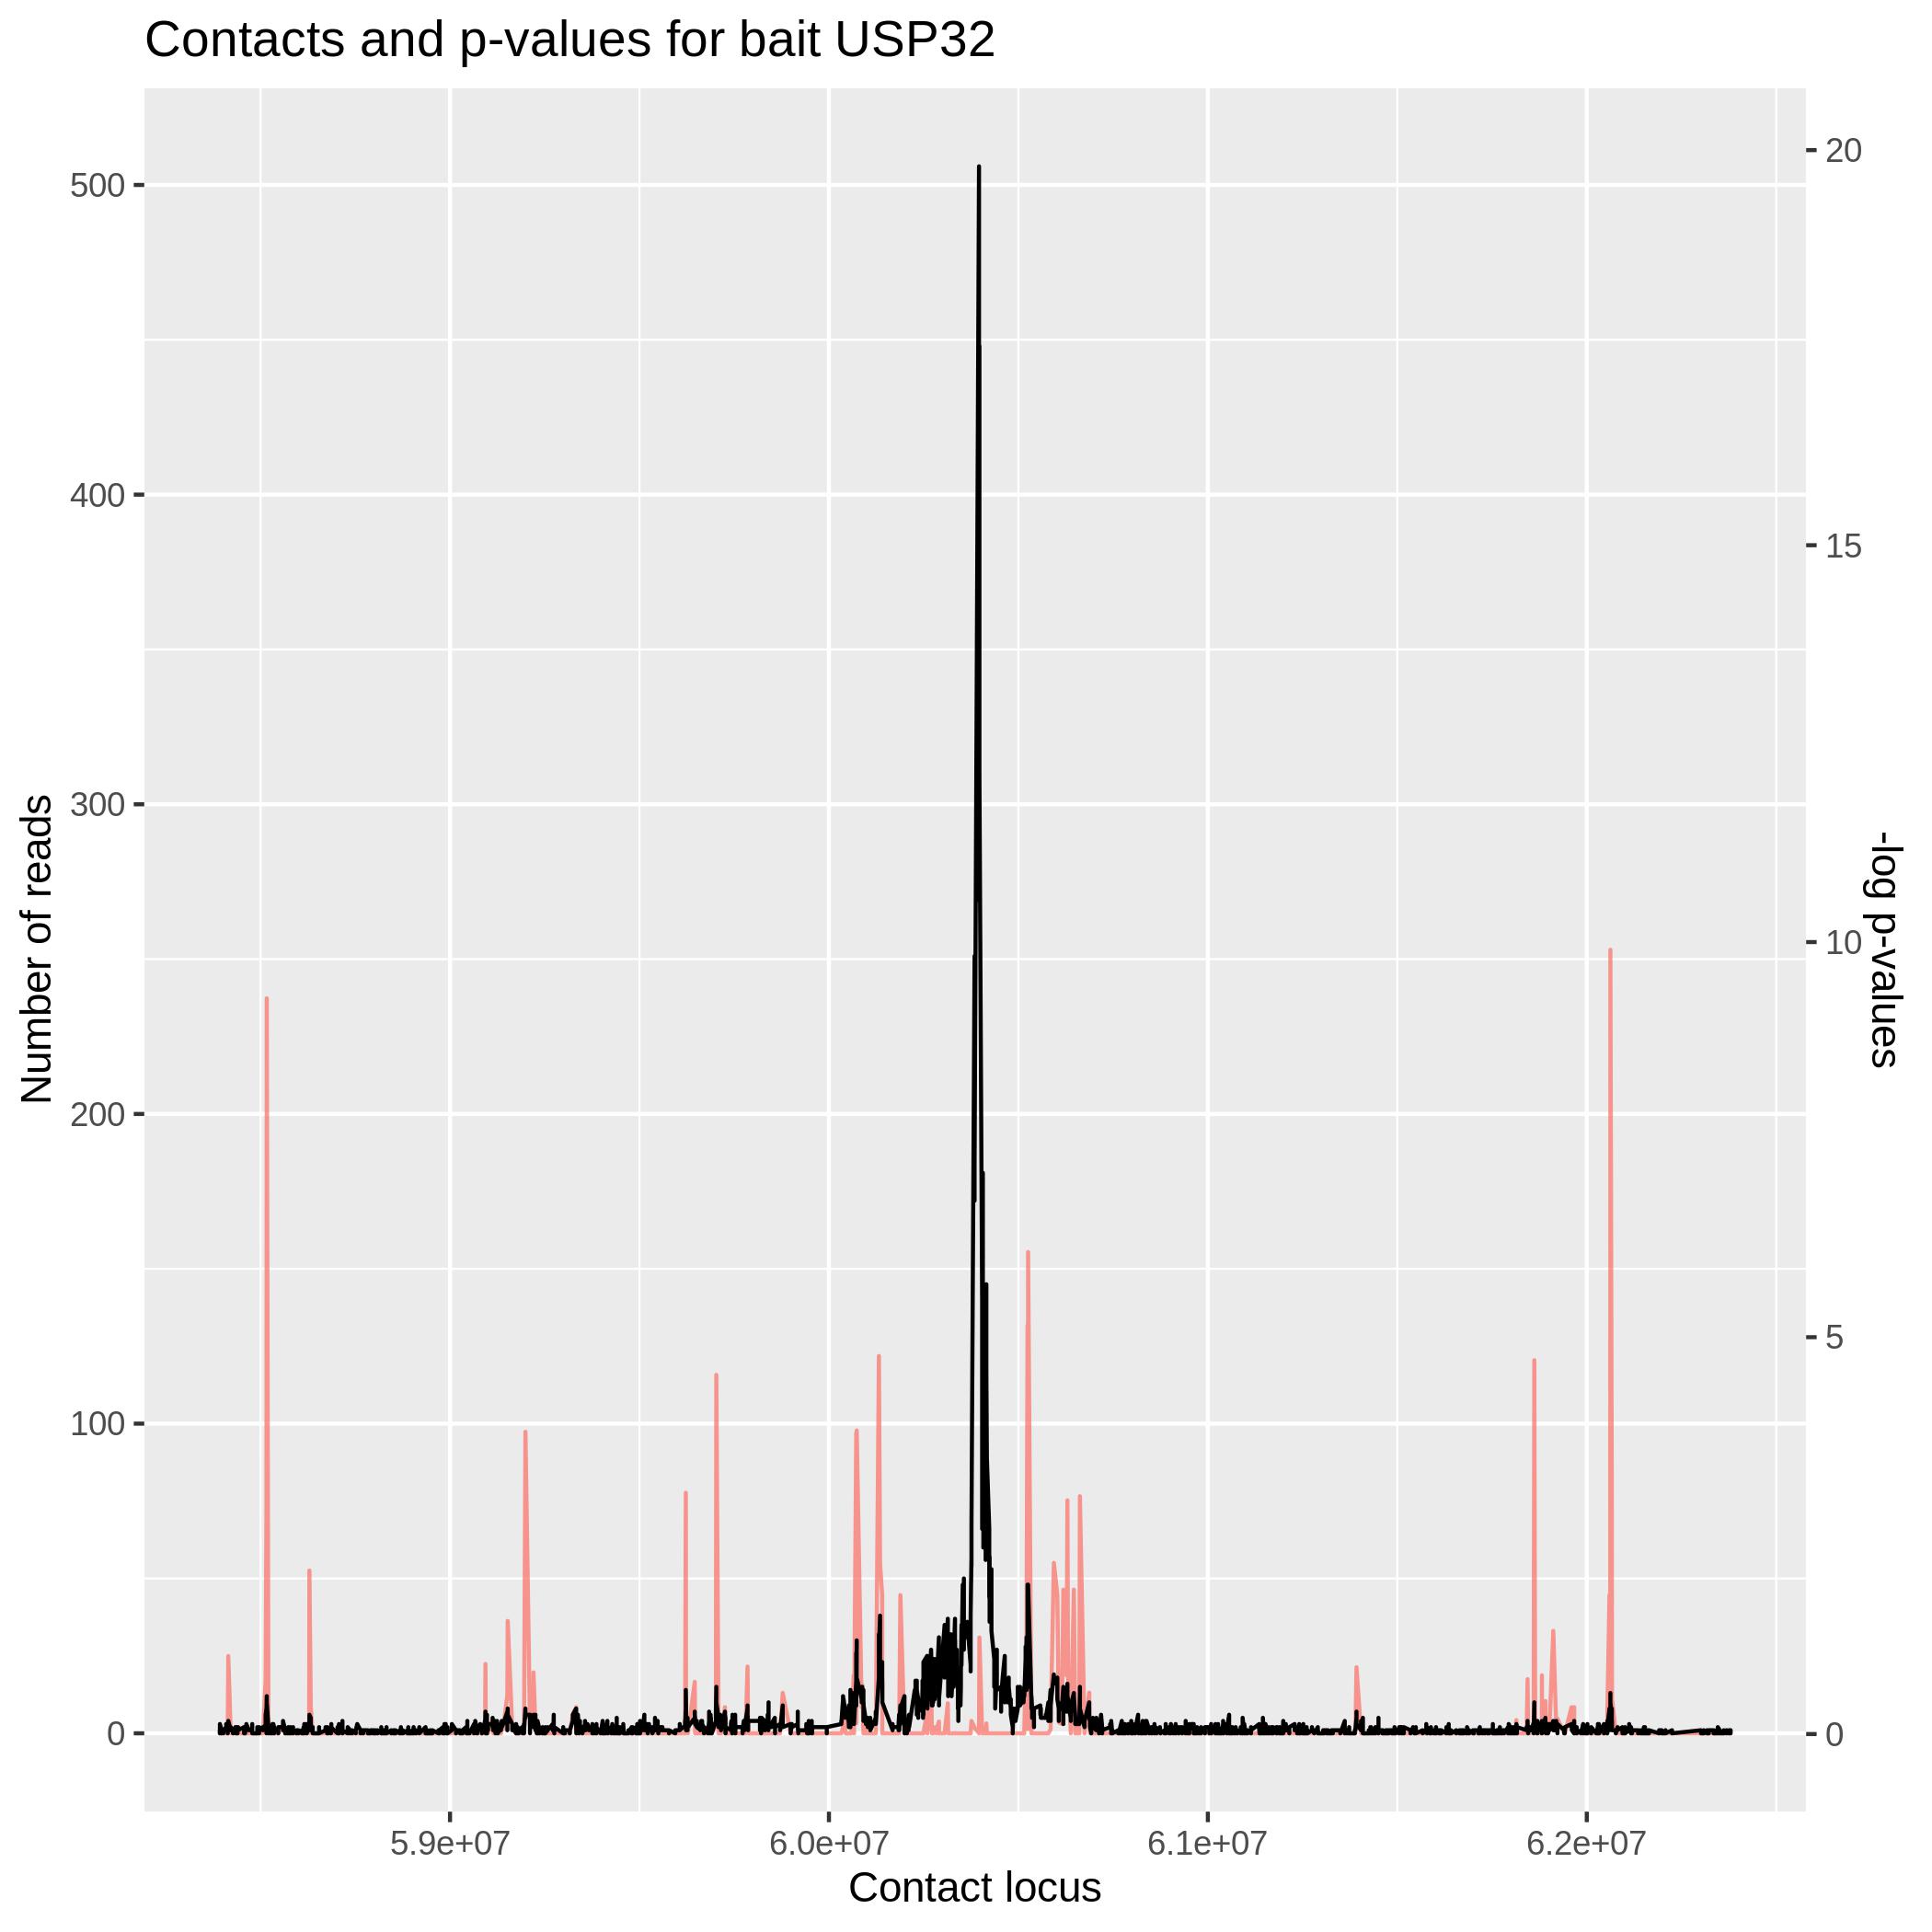 Contacts and p-values for bait USP32
500
400
300
200
100
0
Number of reads
20
15
10
5
0
-log p-values
5.9e+07
6.0e+07
6.1e+07
6.2e+07
Contact locus